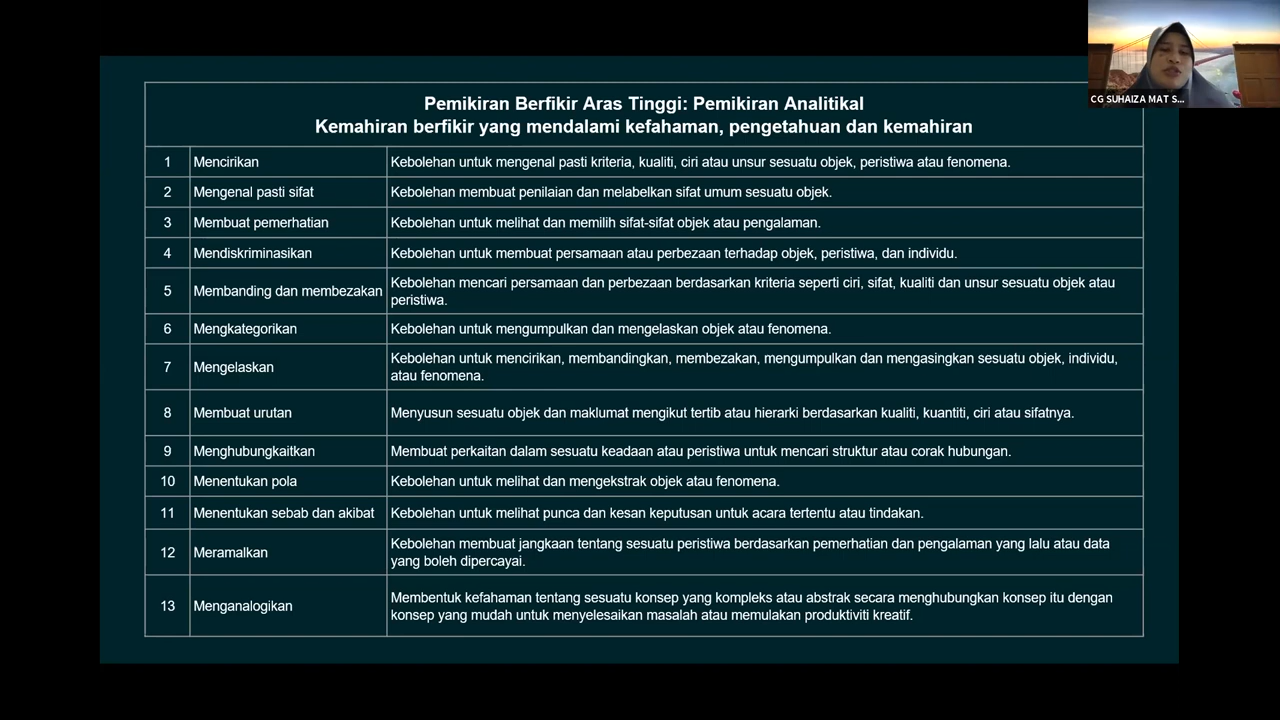 Pemikiran Berfikir Aras Tinggi: Pemikiran Analitikal
Kemahiran berfikir yang mendalami kefahaman, pengetahuan dan kemahiran
1 Mencirikan Kebolehan untuk mengenal pasti kriteria, kualiti, ciri atau unsur sesuatu objek, peristiwa atau fenomena.
2 Mengenal pasti sifat Kebolehan membuat penilaian dan melabelkan sifat umum sesuatu objek.
3 Membuat pemerhatian Kebolehan untuk melihat dan memilih sifat-sifat objek atau pengalaman.
4 Mendiskriminasikan Kebolehan untuk membuat persamaan atau perbezaan terhadap objek, peristiwa, dan individu.
5 Membanding dan membezakan Kebolehan mencari persamaan dan perbezaan berdasarkan kriteria seperti ciri, sifat, kualiti dan unsur sesuatu objek atau
peristiwa.
6 Mengkategorikan Kebolehan untuk mengumpulkan dan mengelaskan objek atau fenomena.
7 Mengelaskan Kebolehan untuk mencirikan, membandingkan, membezakan, mengumpulkan dan mengasingkan sesuatu objek, individu,
atau fenomena.
8 Membuat urutan Menyusun sesuatu objek dan maklumat mengikut tertib atau hierarki berdasarkan kualiti, kuantiti, ciri atau sifatnya.
9 Menghubungkaitkan Membuat perkaitan dalam sesuatu keadaan atau peristiwa untuk mencari struktur atau corak hubungan.
10 Menentukan pola Kebolehan untuk melihat dan mengekstrak objek atau fenomena.
11 Menentukan sebab dan akibat Kebolehan untuk melihat punca dan kesan keputusan untuk acara tertentu atau tindakan.
12 Meramalkan Kebolehan membuat jangkaan tentang sesuatu peristiwa berdasarkan pemerhatian dan pengalaman yang lalu atau data
yang boleh dipercayai.
13 Menganalogikan Membentuk kefahaman tentang sesuatu konsep yang kompleks atau abstrak secara menghubungkan konsep itu dengan
konsep yang mudah untuk menyelesaikan masalah atau memulakan produktiviti kreatif.
CG SUHAIZA MAT S...